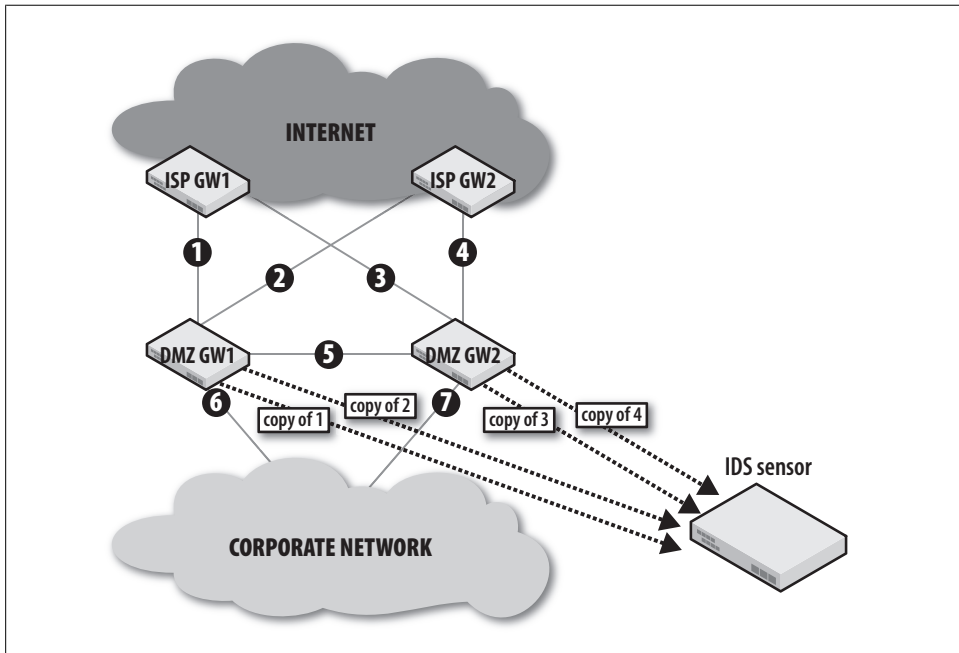 INTERNET
ISP GW1
ISP GW2
1
2
3
4
DMZ GW1
5
DMZ GW2
6
7
copy of 1
copy of 2
copy of 3
copy of 4
IDS sensor
CORPORATE NETWORK